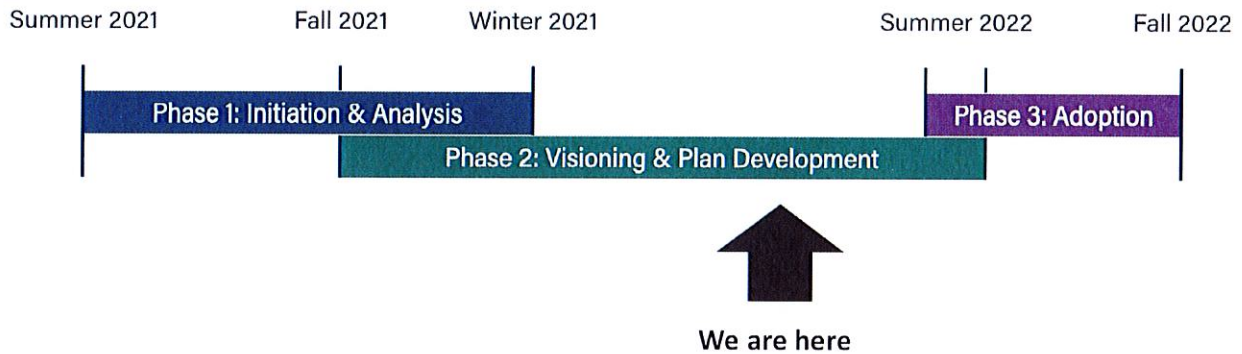 Summer 2021 Fall 2021 Winter 2021 Summer 2022 Fall 2022
Phase 1: Initiation & Analysis
Phase 3: Adoption
Phase 2: Visioning & Plan Development
We are here